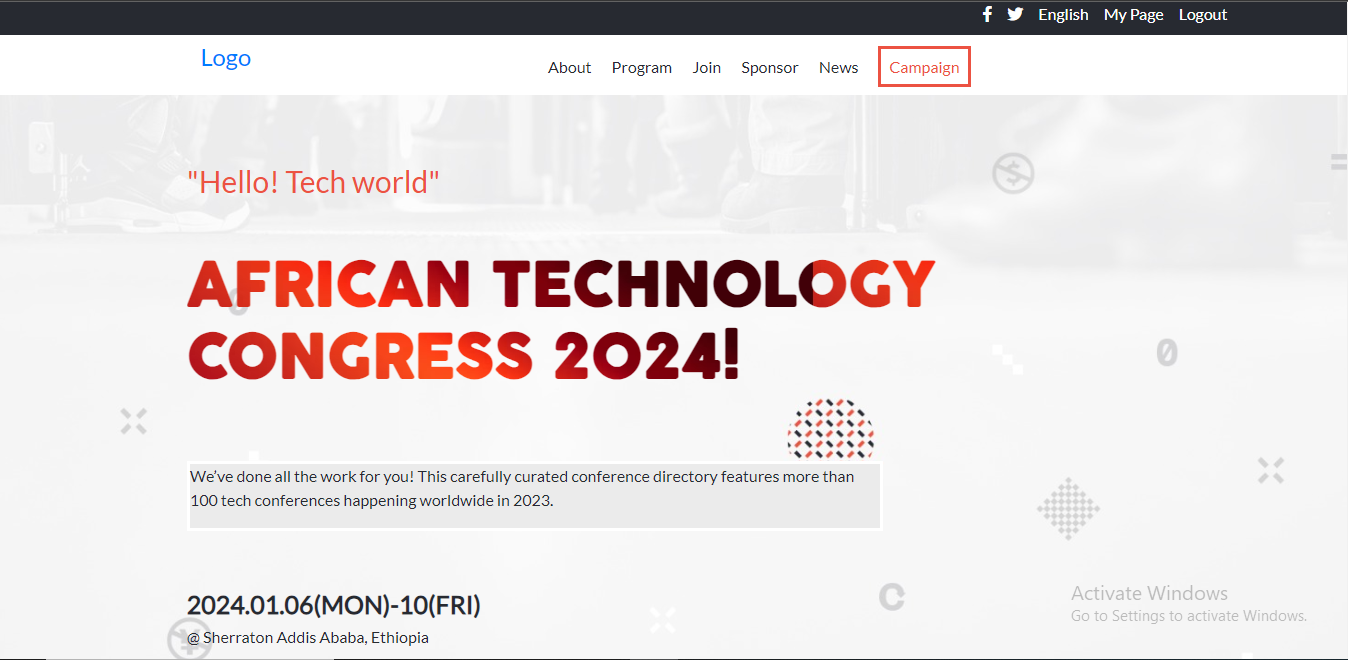 English My Page Logout
Logo
About Program Join Sponsor News Campaign
"Hello! Tech world"
AFRICAN TECHNOLOGY
CONGRESS 2024!
We've done all the work for you! This carefully curated conference directory features more than
100 tech conferences happening worldwide in 2023.
2024.01.06(MON)-10(FRI)
@ Sherraton Addis Ababa, Ethiopia
Activate Windows
Go to Settings to activate Windows.